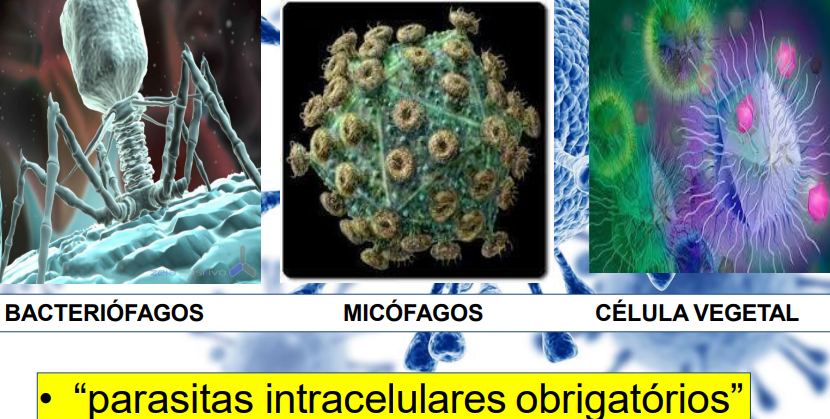 BACTERIÓFAGOS
MICÓFAGOS
CÉLULA VEGETAL
• “parasitas intracelulares obrigatórios”